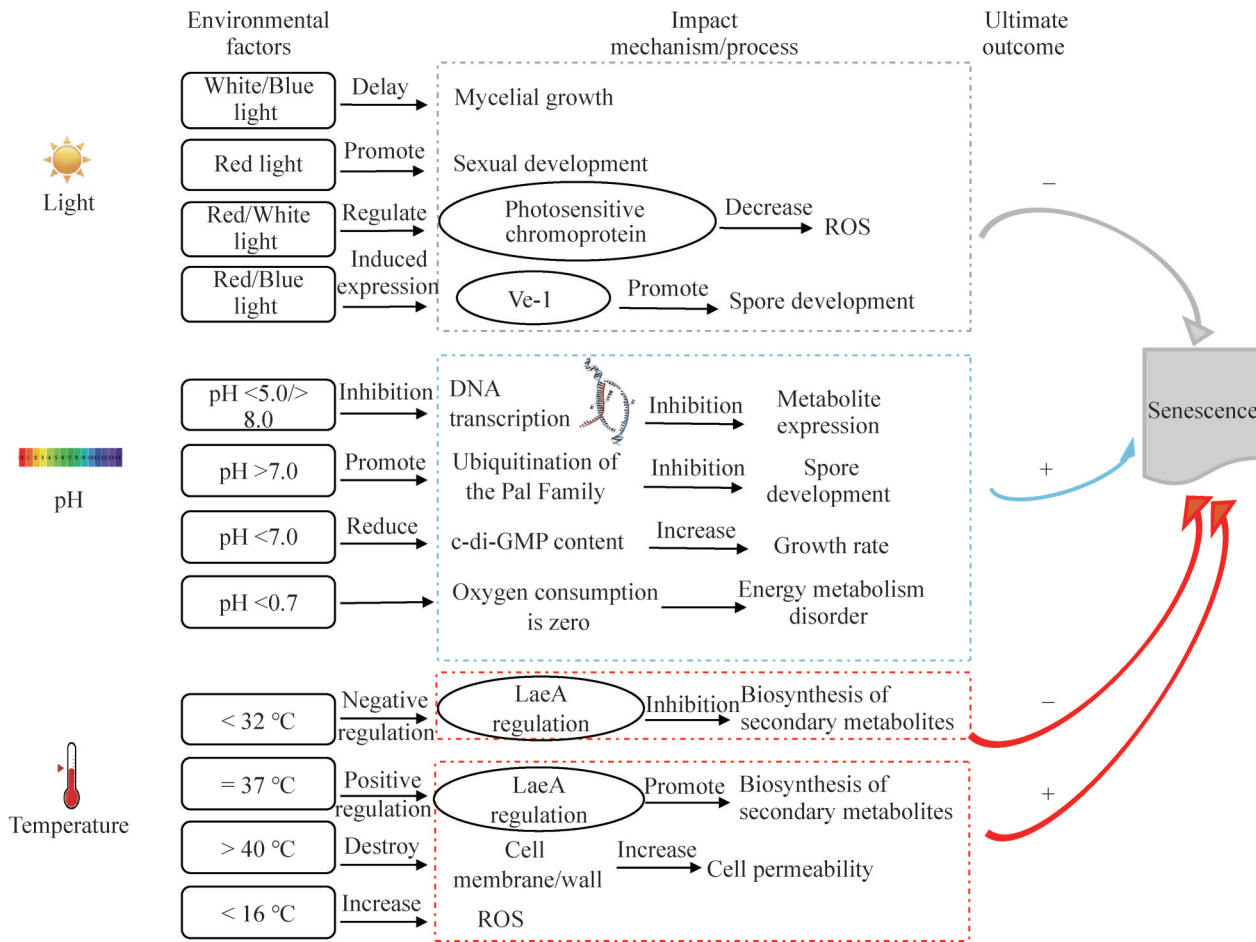 Environmental
factors
Impact
mechanism/process
Ultimate
outcome
White/Blue
light
Delay
Mycelial growth
Red light
Promote
Sexual development
Light
Red/White
light
Regulate
Photosensitive
chromoprotein
Decrease
ROS
Red/Blue
light
Induced
expression
Ve-1
Promote
Spore development
−
pH <5.0/>
8.0
Inhibition
DNA
transcription
Inhibition
Metabolite
expression
pH >7.0
Promote
Ubiquitination of
the Pal Family
Inhibition
Spore
development
pH
pH <7.0
Reduce
c-di-GMP content
Increase
Growth rate
pH <0.7
Oxygen consumption
is zero
Energy metabolism
disorder
+
Senescence
< 32 °C
Negative
regulation
LaeA
regulation
Inhibition
Biosynthesis of
secondary metabolites
−
= 37 °C
Positive
regulation
LaeA
regulation
Promote
Biosynthesis of
secondary metabolites
+
Temperature
> 40 °C
Destroy
Cell
membrane/wall
Increase
Cell permeability
< 16 °C
Increase
ROS